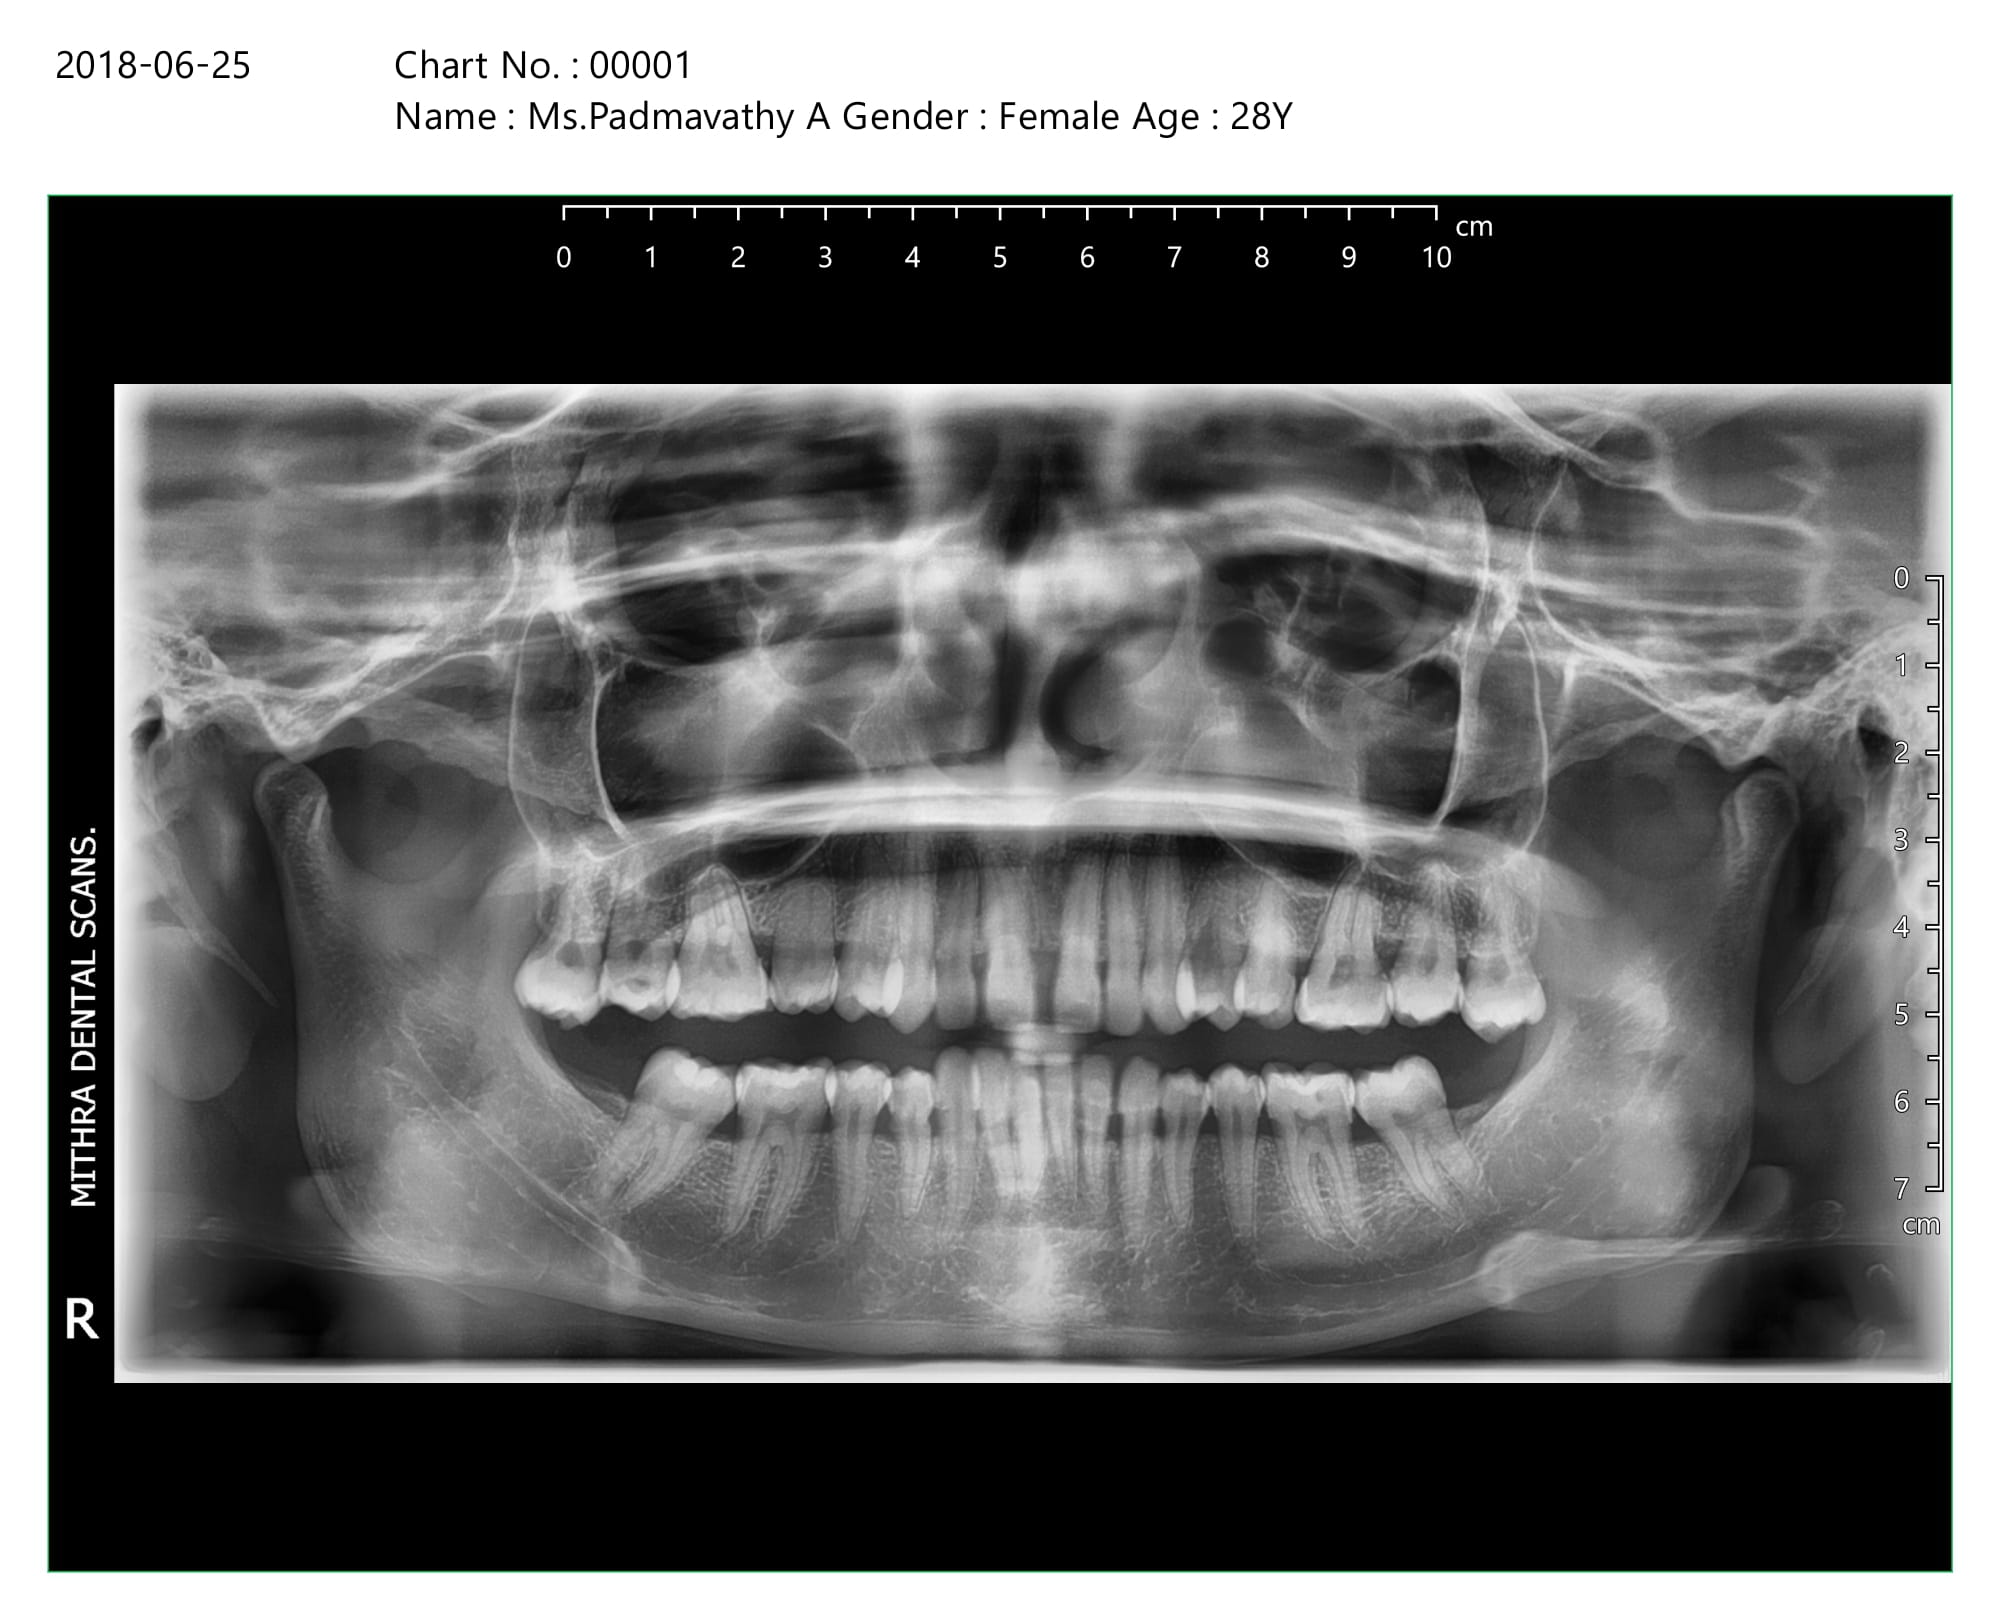 2018-06-25
Chart No. : 00001
Name : Ms.Padmavathy A Gender : Female Age : 28Y
cm
0 1 2 3 4 5 6 7 8 9 10
0
1
2
3
4
5
6
7
cm
MITHRA DENTAL SCANS.
R